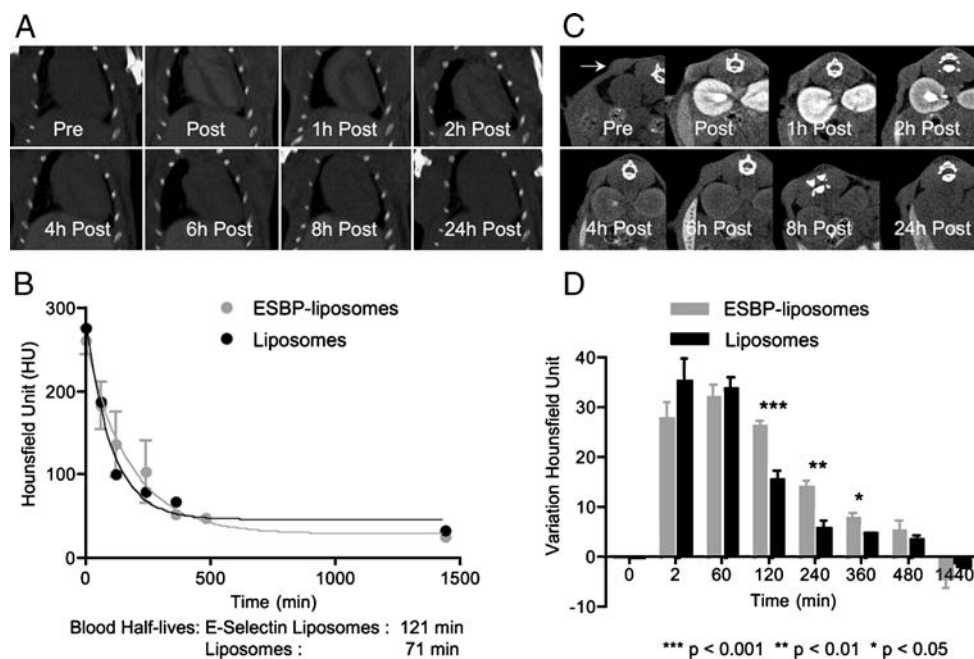 A
Pre
Post
1h Post
2h Post
4h Post
6h Post
8h Post
24h Post
B
ESBP-liposomes
Liposomes
Hounsfield Unit (HU)
300
200
100
0
0
500
1000
1500
Time (min)
Blood Half-lives: E-Selectin Liposomes : 121 min
Liposomes : 71 min
C
Pre
Post
1h Post
2h Post
4h Post
6h Post
8h Post
24h Post
D
ESBP-liposomes
Liposomes
Variation Hounsfield Unit
40
30
20
10
0
-10
***
**
*
0
2
60
120
240
360
480
1440
Time (min)
*** p < 0.001 ** p < 0.01 * p < 0.05